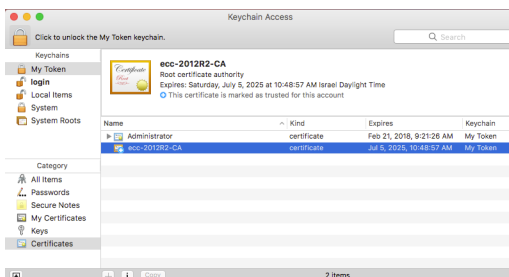 Keychain Access
Click to unlock the My Token keychain.
Search
Keychains
My Token
login
Local Items
System
System Roots
Certificate
Root
ecc-2012R2-CA
Root certificate authority
Expires: Saturday, July 5, 2025 at 10:48:57 AM Israel Daylight Time
This certificate is marked as trusted for this account
Name Kind Expires Keychain
Administrator certificate Feb 21, 2018, 9:21:26 AM My Token
ecc-2012R2-CA certificate Jul 5, 2025, 10:48:57 AM My Token
Category
All Items
Passwords
Secure Notes
My Certificates
Keys
Certificates
+ i Copy 2 items